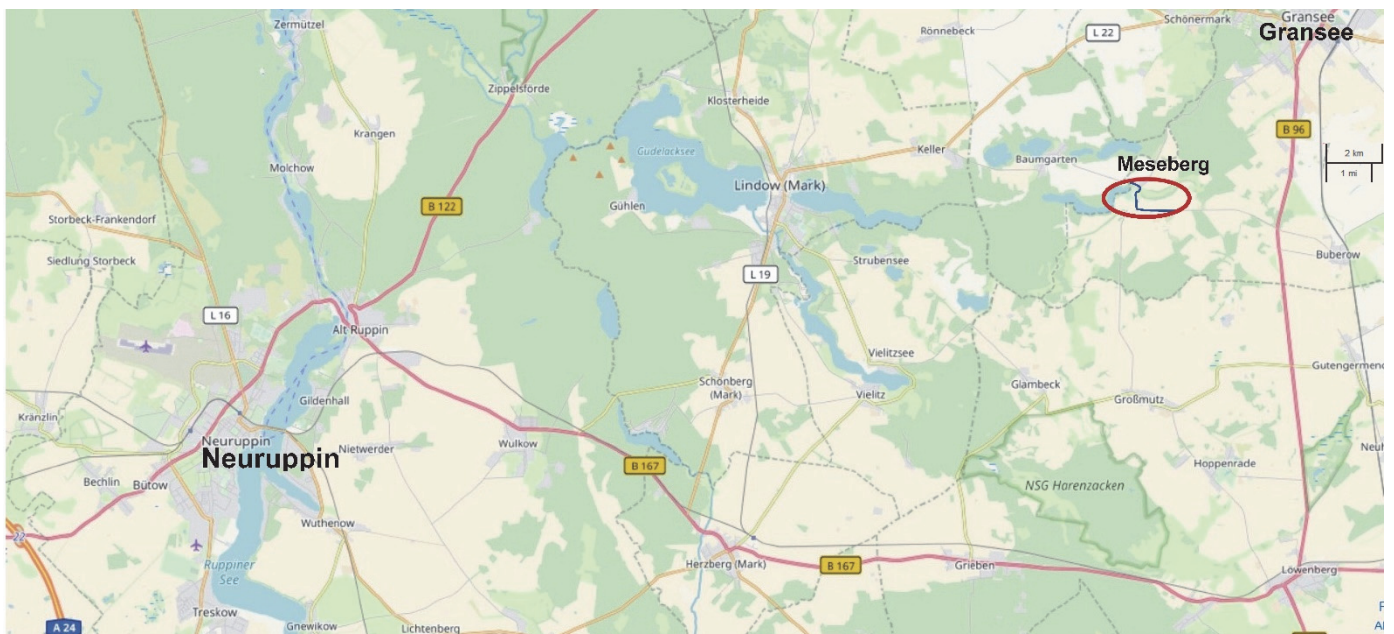 Zermützel
Rönnebeck
Schönermark
Gransee
Gransee
L 22
Zippelsförde
Klosterheide
Krangen
B 96
Gudelacksee
Keller
Baumgarten
2 km
1 mi
Molchow
Meseberg
Lindow (Mark)
Gühlen
B 122
Storbeck-Frankendorf
Siedlung Storbeck
Strubensee
Buberow
L 19
L 16
Alt Ruppin
Vielitzsee
Gutengermend
Schönberg
(Mark)
Glambeck
Vielitz
Großmutz
Gildenhall
Kränzlin
Neuruppin
Neuruppin
Nietwerder
Wulkow
B 167
Hoppenrade
Neuh
Bechlin
Bütow
NSG Harenzacken
Wuthenow
Ruppiner
See
Herzberg (Mark)
B 167
Grieben
Löwenberg
Treskow
A 24
Gnewikow
Lichtenberg